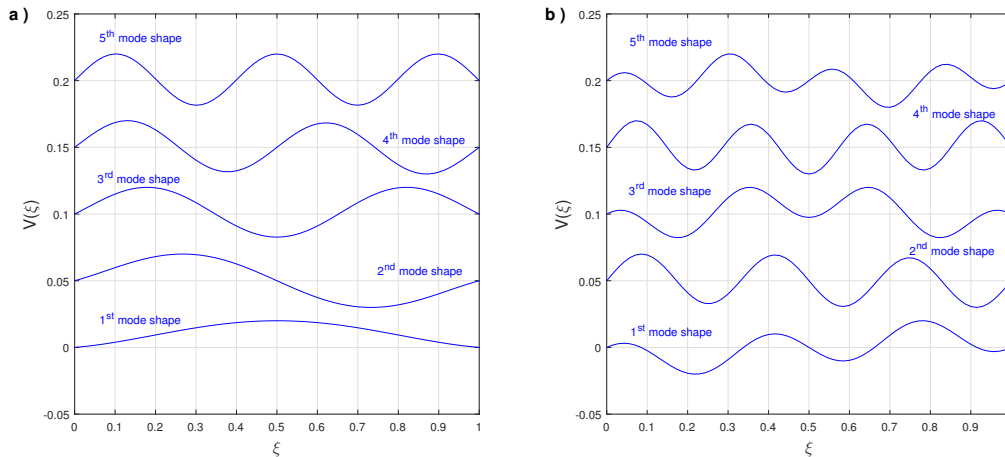 a )
0.25
0.2
0.15
0.1
0.05
0
-0.05
V(ξ)
5th mode shape
4th mode shape
3rd mode shape
2nd mode shape
1st mode shape
0 0.1 0.2 0.3 0.4 0.5 0.6 0.7 0.8 0.9 1
ξ
b )
0.25
0.2
0.15
0.1
0.05
0
-0.05
V(ξ)
5th mode shape
4th mode shape
3rd mode shape
2nd mode shape
1st mode shape
0 0.1 0.2 0.3 0.4 0.5 0.6 0.7 0.8 0.9
ξ